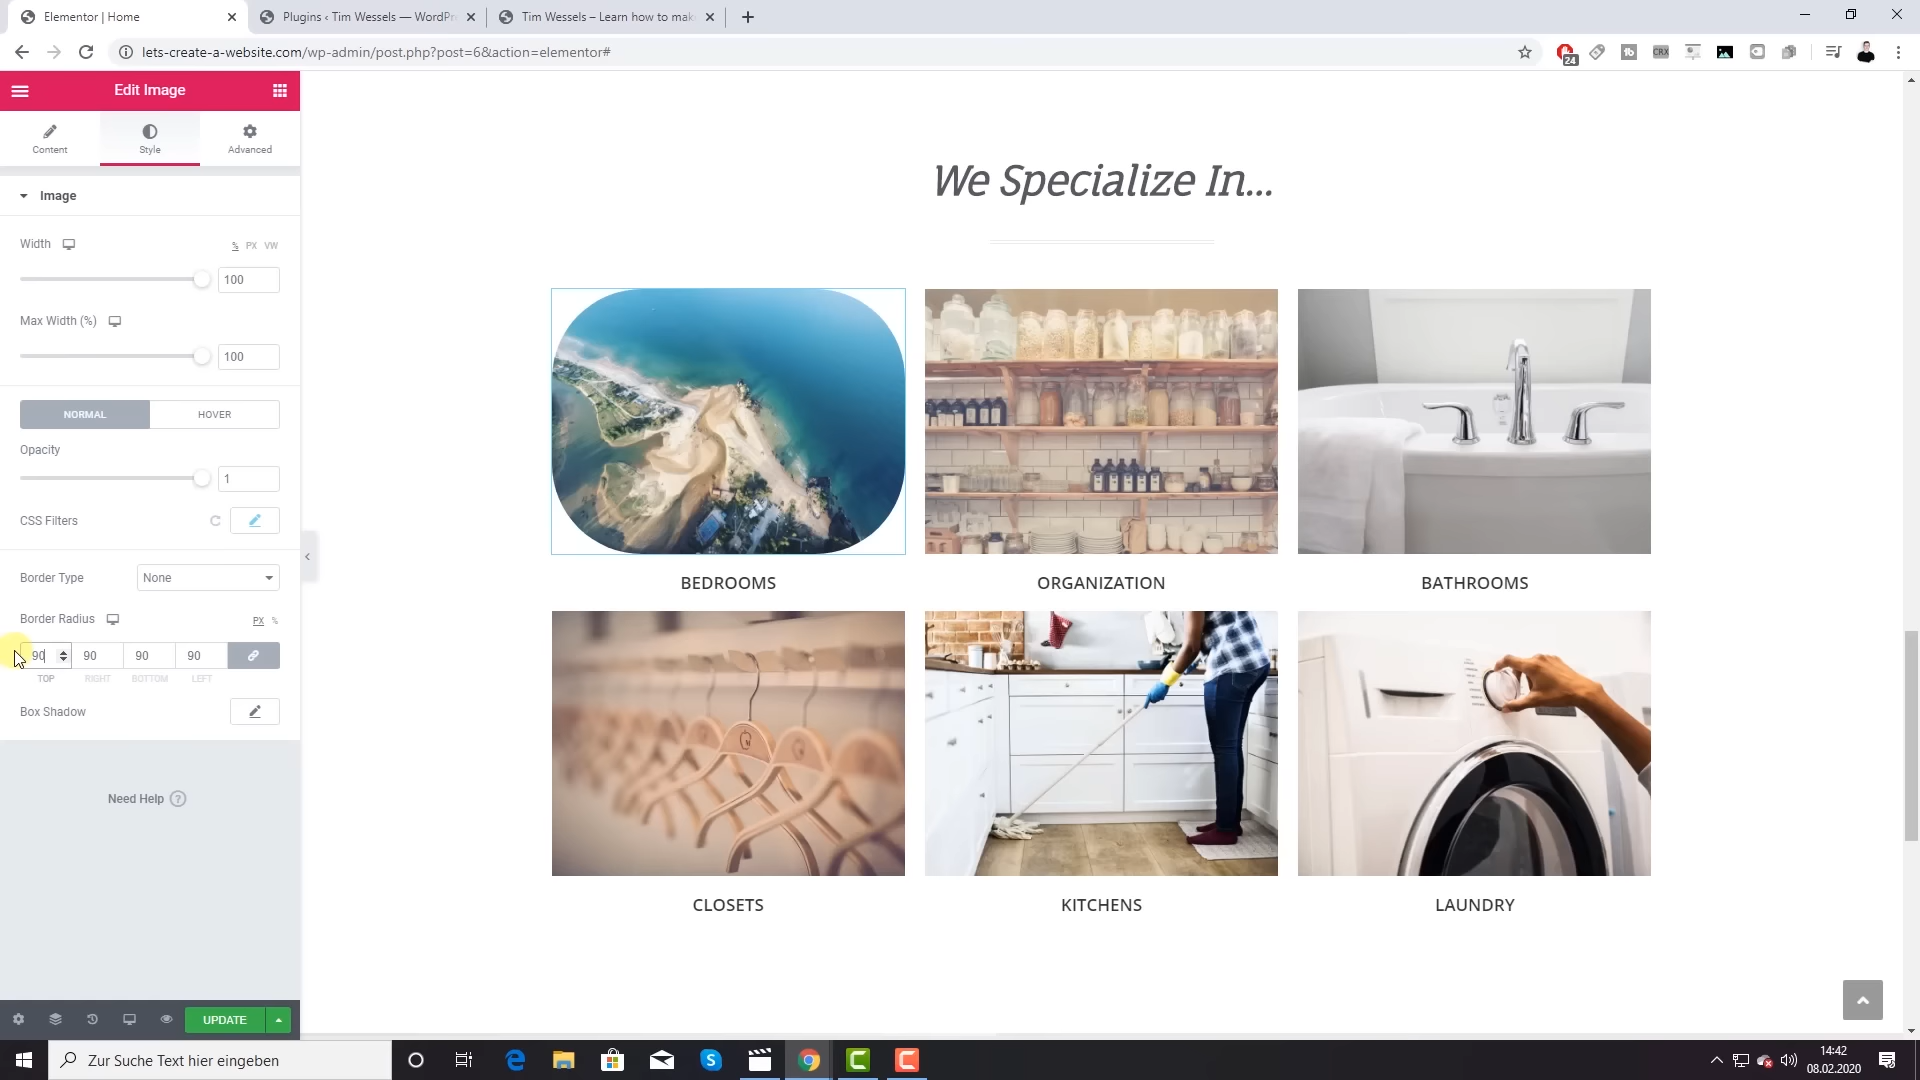 Elementor | Home
Plugins ‹ Tim Wessels — WordPr
Tim Wessels – Learn how to mak
lets-create-a-website.com/wp-admin/post.php?post=6&action=elementor#
24
fb
CRX
Edit Image
Content
Style
Advanced
Image
Width
% PX VW
100
Max Width (%)
100
NORMAL
HOVER
Opacity
1
CSS Filters
Border Type
None
Border Radius
PX %
90
90
90
90
TOP
RIGHT
BOTTOM
LEFT
Box Shadow
Need Help
?
UPDATE
We Specialize In...
BEDROOMS
ORGANIZATION
BATHROOMS
CLOSETS
KITCHENS
LAUNDRY
Zur Suche Text hier eingeben
14:42
08.02.2020